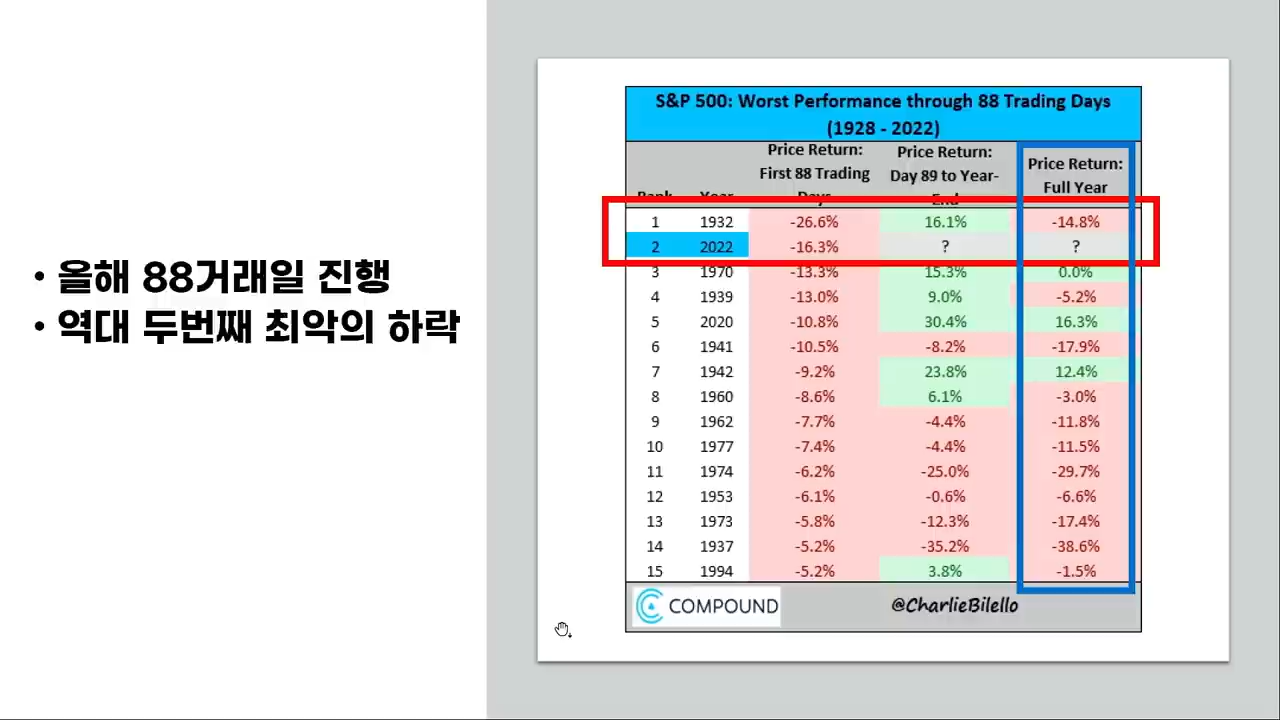 • 올해 88거래일 진행
• 역대 두번째 최악의 하락
S&P 500: Worst Performance through 88 Trading Days
(1928 - 2022)
Rank Year Price Return: First 88 Trading Days Price Return: Day 89 to Year-End Price Return: Full Year
1 1932 -26.6% 16.1% -14.8%
2 2022 -16.3% ? ?
3 1970 -13.3% 15.3% 0.0%
4 1939 -13.0% 9.0% -5.2%
5 2020 -10.8% 30.4% 16.3%
6 1941 -10.5% -8.2% -17.9%
7 1942 -9.2% 23.8% 12.4%
8 1960 -8.6% 6.1% -3.0%
9 1962 -7.7% -4.4% -11.8%
10 1977 -7.4% -4.4% -11.5%
11 1974 -6.2% -25.0% -29.7%
12 1953 -6.1% -0.6% -6.6%
13 1973 -5.8% -12.3% -17.4%
14 1937 -5.2% -35.2% -38.6%
15 1994 -5.2% 3.8% -1.5%
COMPOUND @CharlieBilello